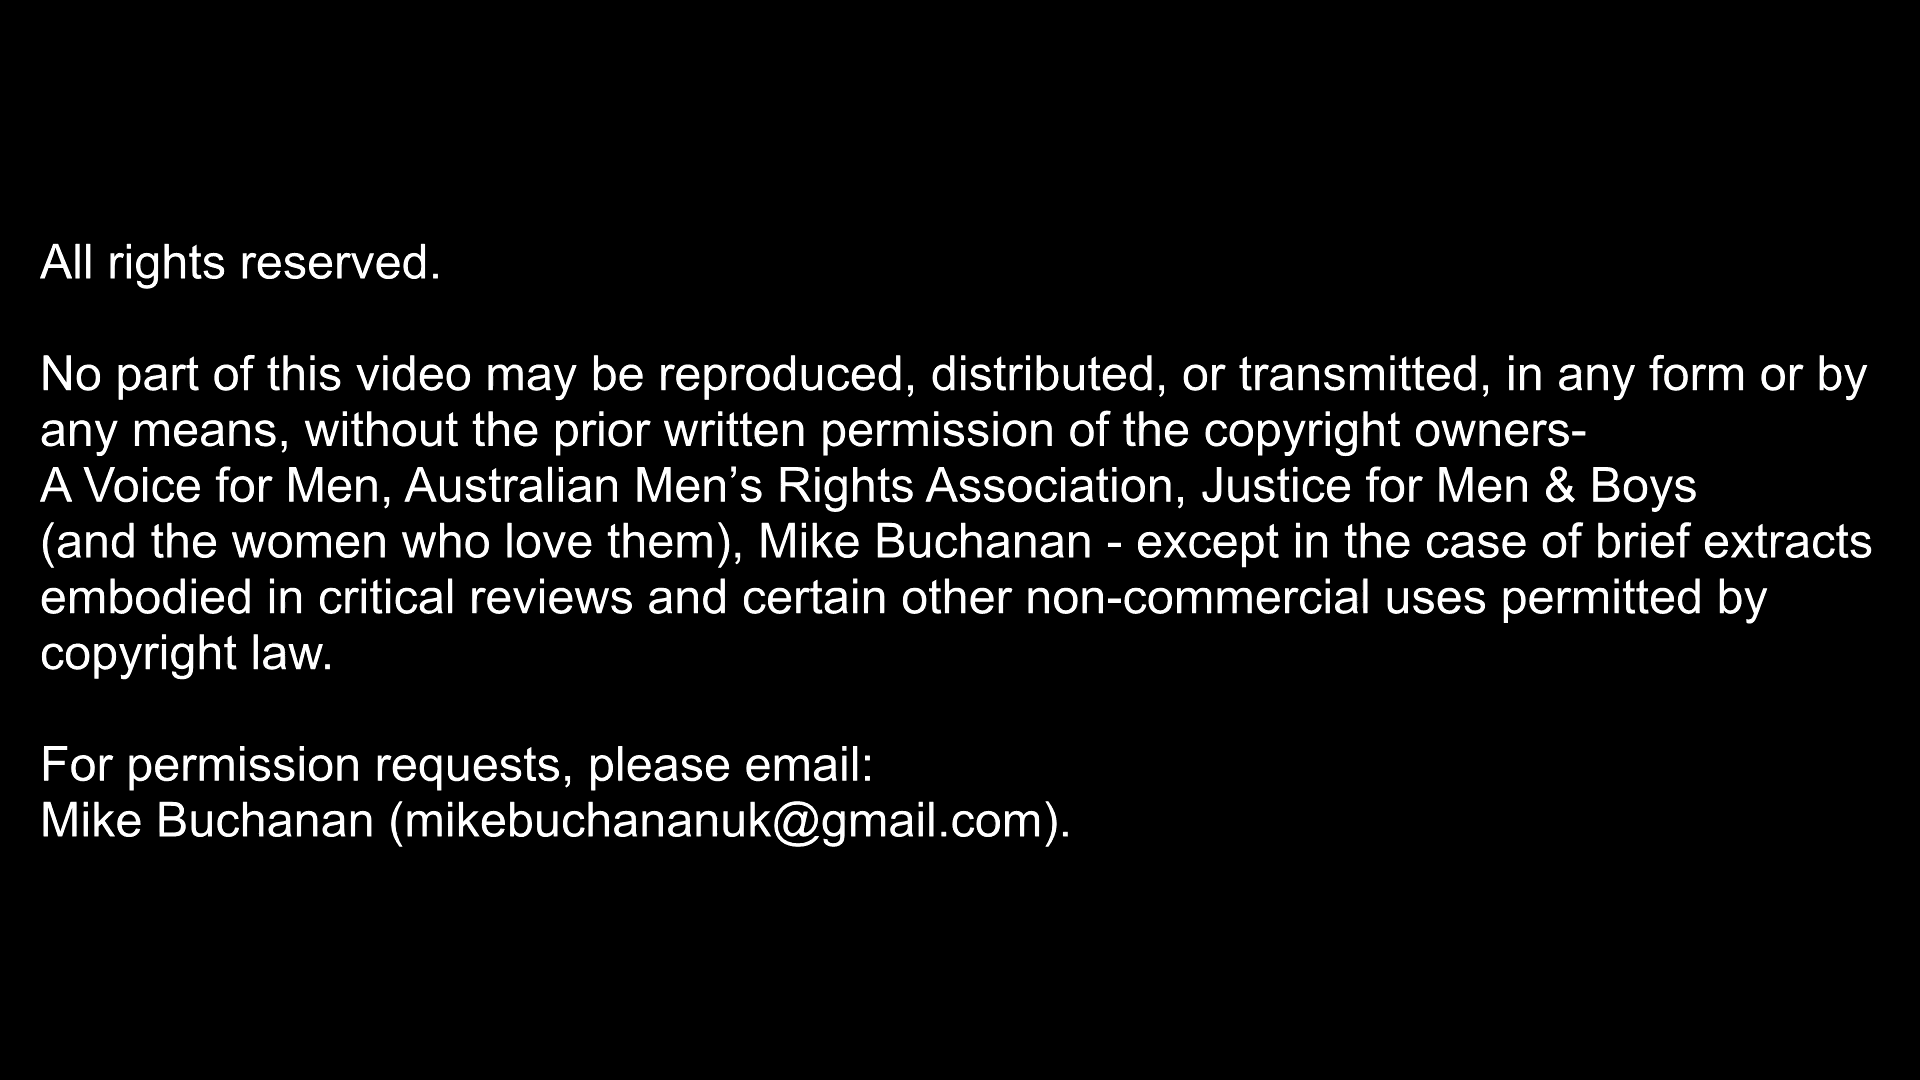 All rights reserved.
No part of this video may be reproduced, distributed, or transmitted, in any form or by
any means, without the prior written permission of the copyright owners-
A Voice for Men, Australian Men’s Rights Association, Justice for Men & Boys
(and the women who love them), Mike Buchanan - except in the case of brief extracts
embodied in critical reviews and certain other non-commercial uses permitted by
copyright law.
For permission requests, please email:
Mike Buchanan (mikebuchananuk@gmail.com).